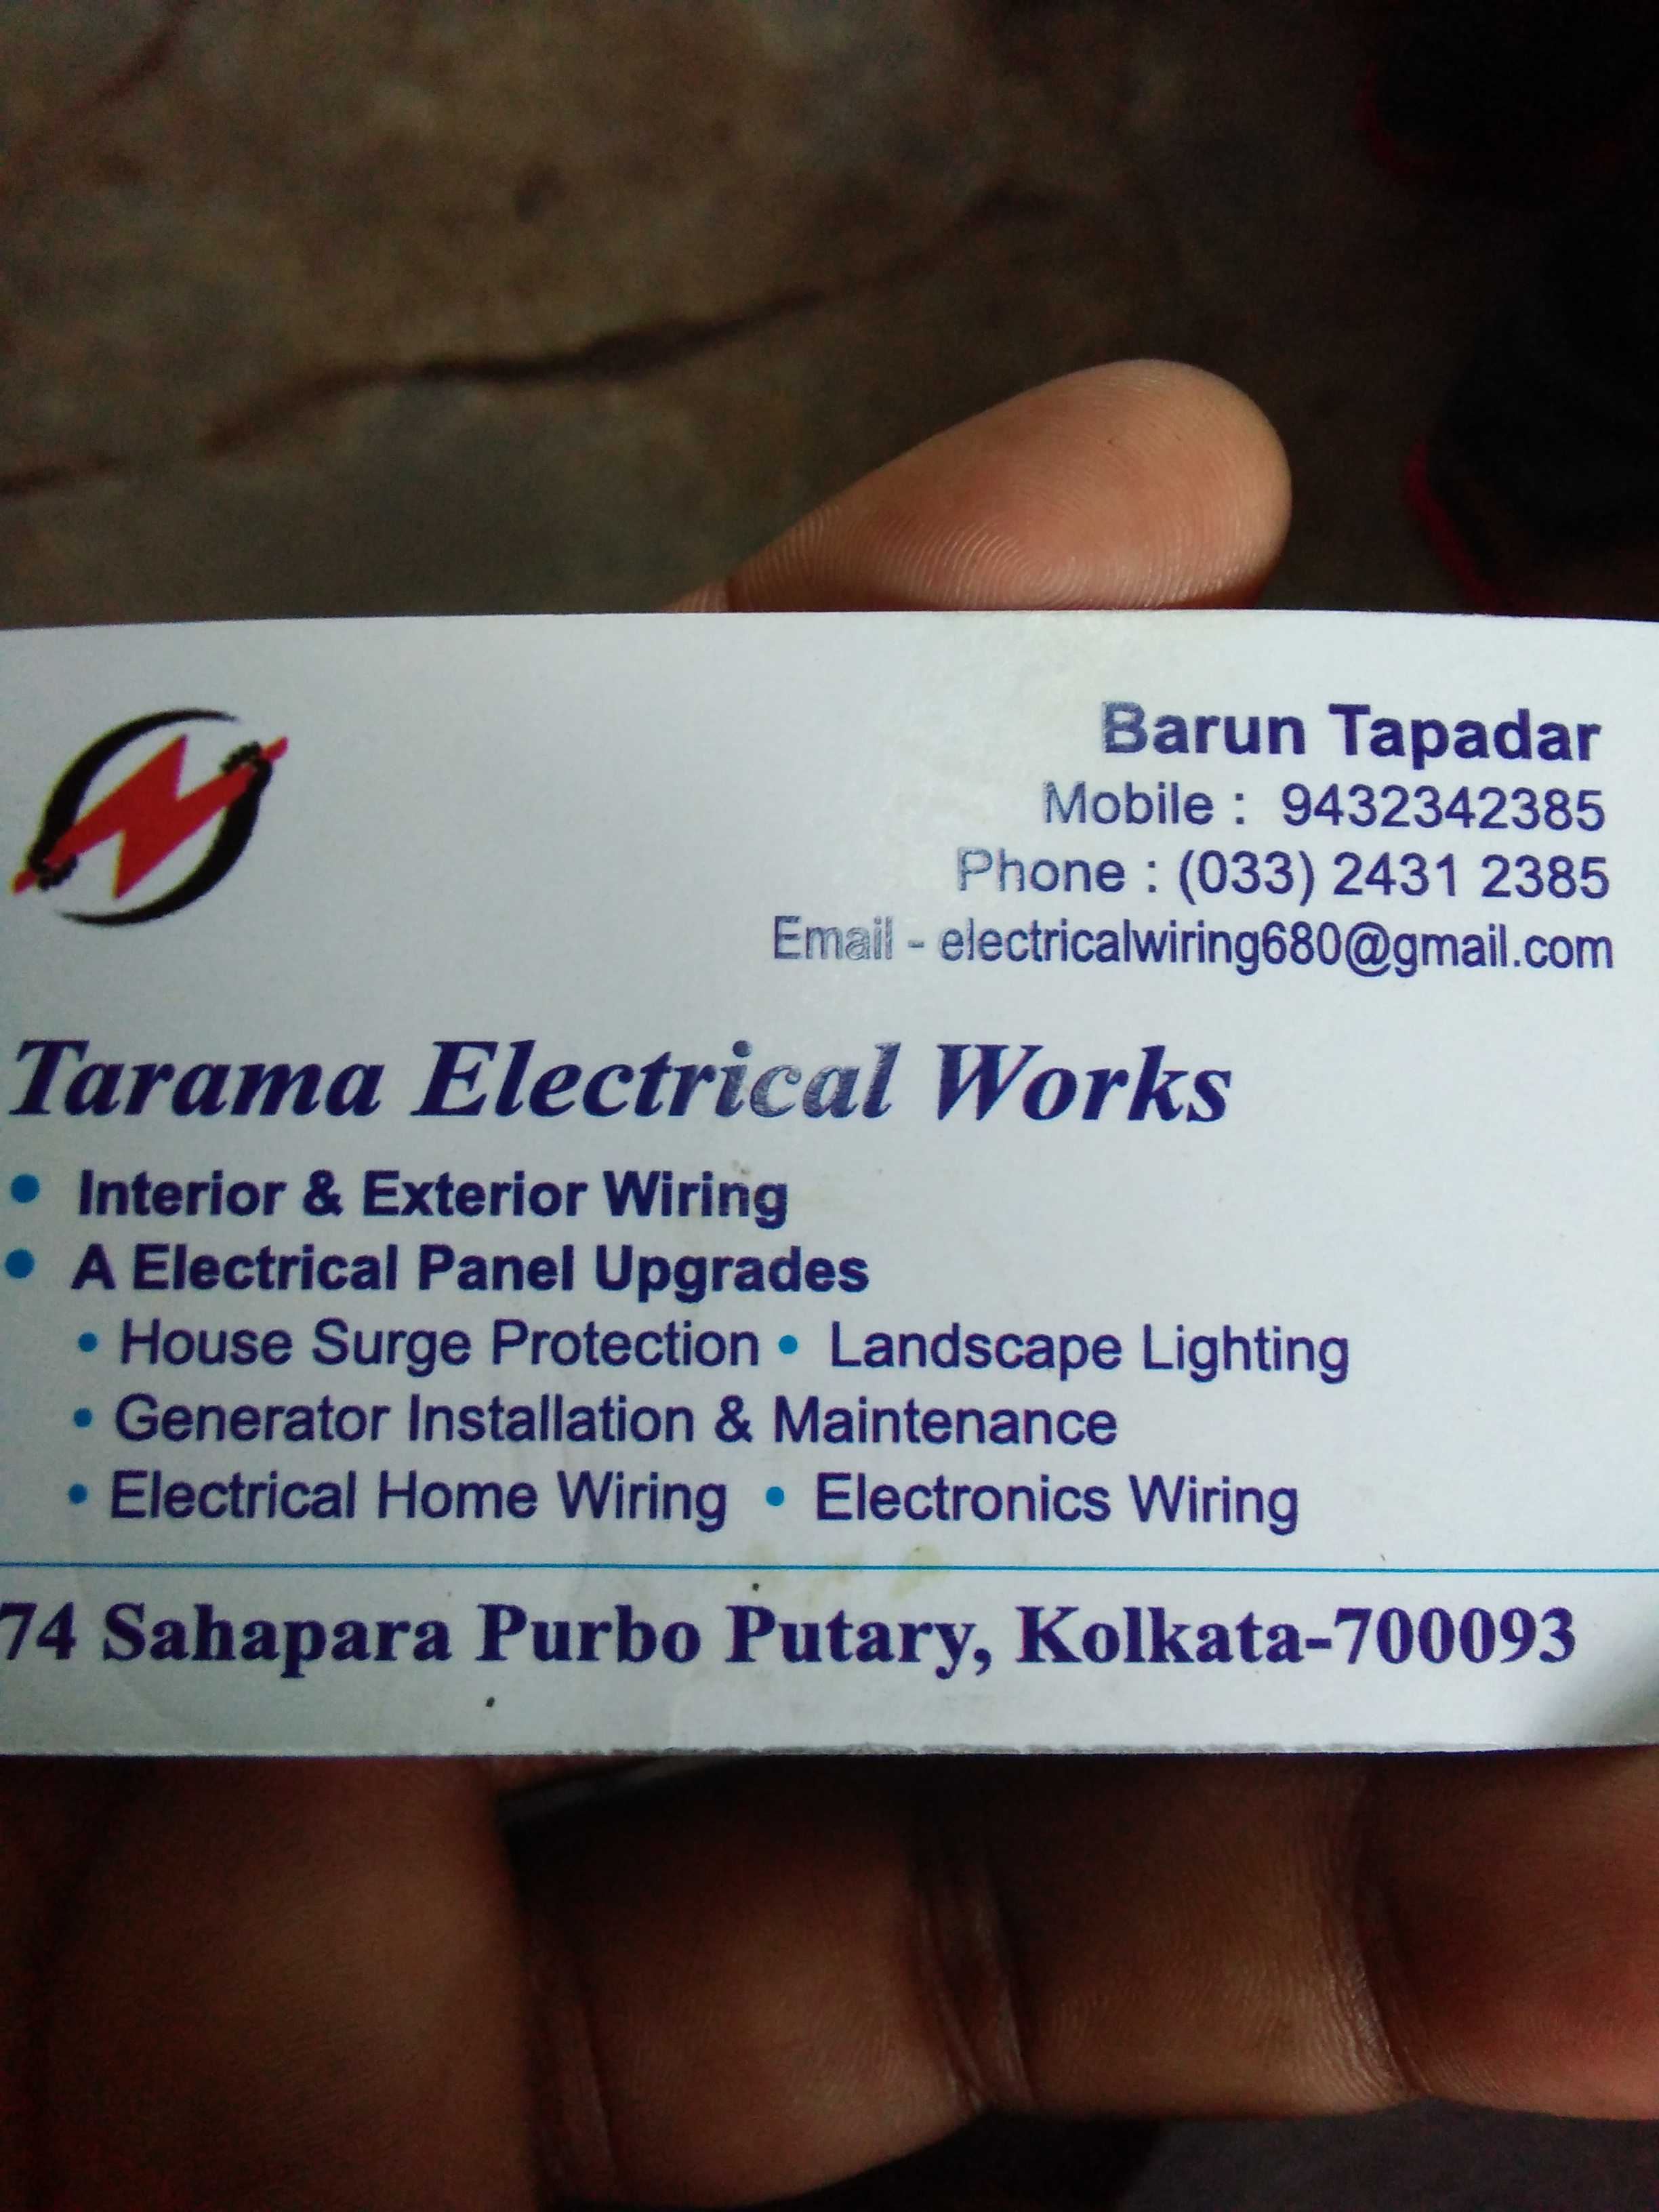 Barun Tapadar
Mobile : 9432342385
Phone : (033) 2431 2385
Email - electricalwiring680@gmail.com
Tarama Electrical Works
• Interior & Exterior Wiring
• A Electrical Panel Upgrades
• House Surge Protection • Landscape Lighting
• Generator Installation & Maintenance
• Electrical Home Wiring • Electronics Wiring
74 Sahapara Purbo Putary, Kolkata-700093